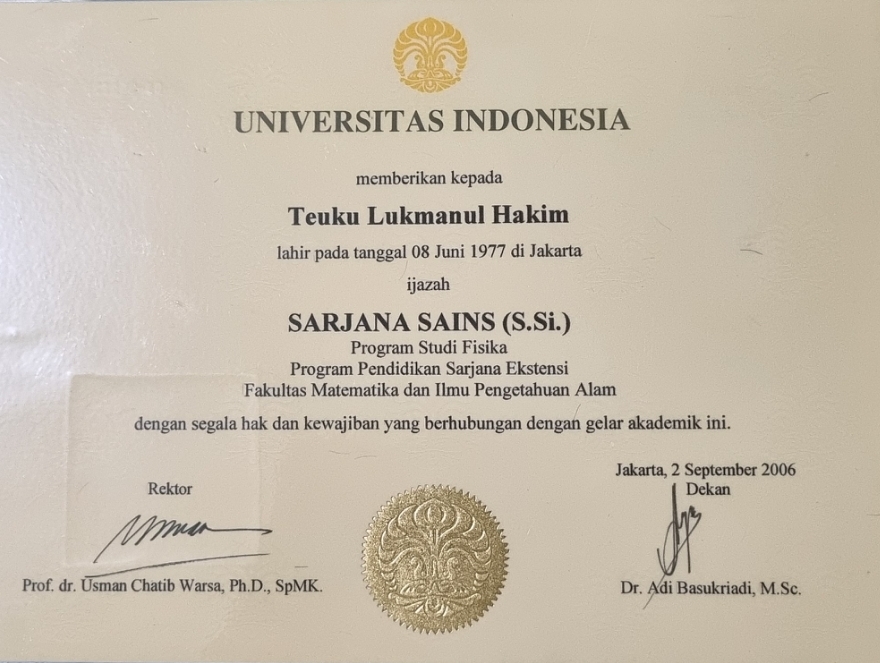 UNIVERSITAS INDONESIA
memberikan kepada
Teuku Lukmanul Hakim
lahir pada tanggal 08 Juni 1977 di Jakarta
ijazah
SARJANA SAINS (S.Si.)
Program Studi Fisika
Program Pendidikan Sarjana Ekstensi
Fakultas Matematika dan Ilmu Pengetahuan Alam
dengan segala hak dan kewajiban yang berhubungan dengan gelar akademik ini.
Jakarta, 2 September 2006
Rektor
Dekan
Prof. dr. Usman Chatib Warsa, Ph.D., SpMK.
Dr. Adi Basukriadi, M.Sc.